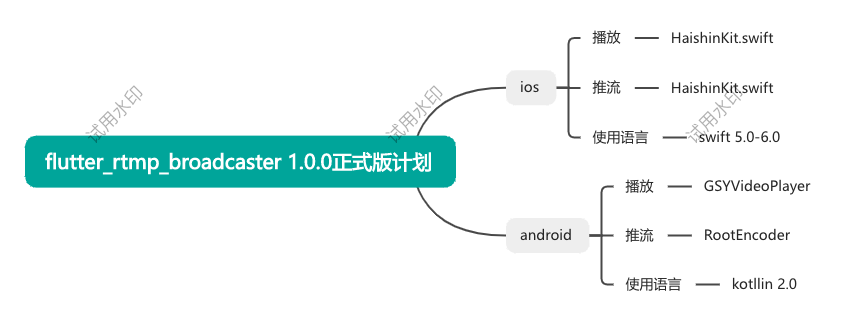 flutter_rtmp_broadcaster 1.0.0正式版计划
ios
播放
HaishinKit.swift
推流
HaishinKit.swift
使用语言
swift 5.0-6.0
android
播放
GSYVideoPlayer
推流
RootEncoder
使用语言
kotllin 2.0
试用水印
试用水印
试用水印